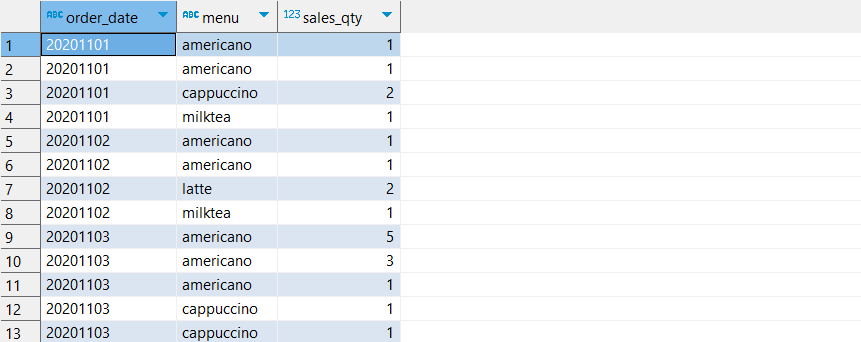 ABC order_date ABC menu 123 sales_qty
1 20201101 americano 1
2 20201101 americano 1
3 20201101 cappuccino 2
4 20201101 milktea 1
5 20201102 americano 1
6 20201102 americano 1
7 20201102 latte 2
8 20201102 milktea 1
9 20201103 americano 5
10 20201103 americano 3
11 20201103 americano 1
12 20201103 cappuccino 1
13 20201103 cappuccino 1